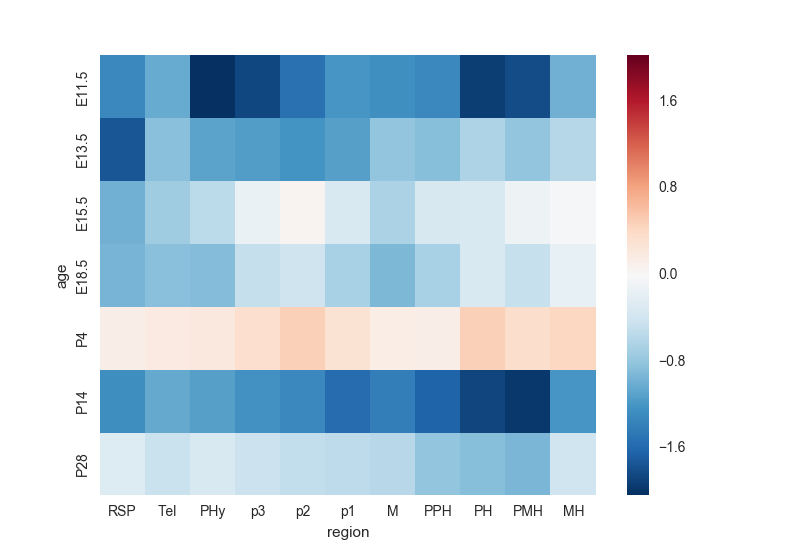 E11.5
E13.5
E15.5
E18.5
P4
P14
P28
age
RSP Tel PHy p3 p2 p1 M PPH PH PMH MH
region
1.6
0.8
0.0
−0.8
−1.6